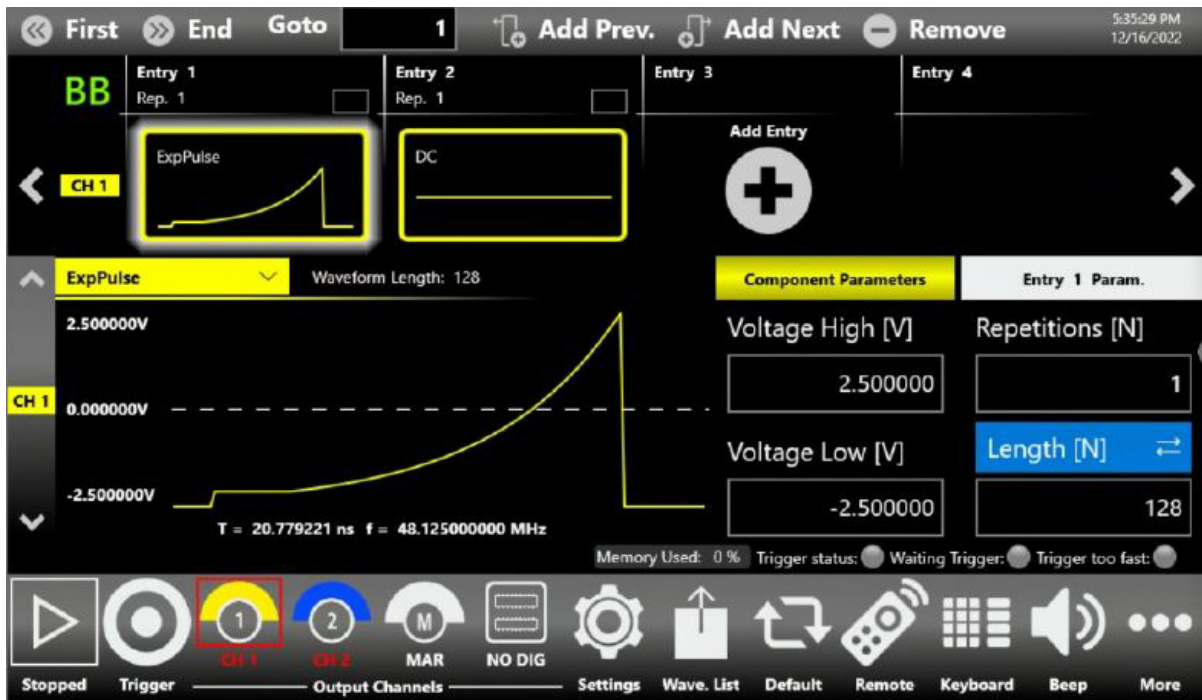 First End Goto 1 Add Prev. Add Next Remove 5:35:29 PM
12/16/2022
BB
Entry 1 Entry 2 Entry 3 Entry 4
Rep. 1 Rep. 1
Add Entry
ExpPulse DC
CH 1
ExpPulse Waveform Length: 128 Component Parameters Entry 1 Param.
2.500000V
Voltage High [V] Repetitions [N]
2.500000 1
CH 1 0.000000V
Voltage Low [V] Length [N]
-2.500000V
-2.500000 128
T = 20.779221 ns f = 48.125000000 MHz
Memory Used: 0 % Trigger status: Waiting Trigger: Trigger too fast:
1 2 M
CH 1 CH 2 MAR NO DIG
Stopped Trigger Output Channels Settings Wave. List Default Remote Keyboard Beep More